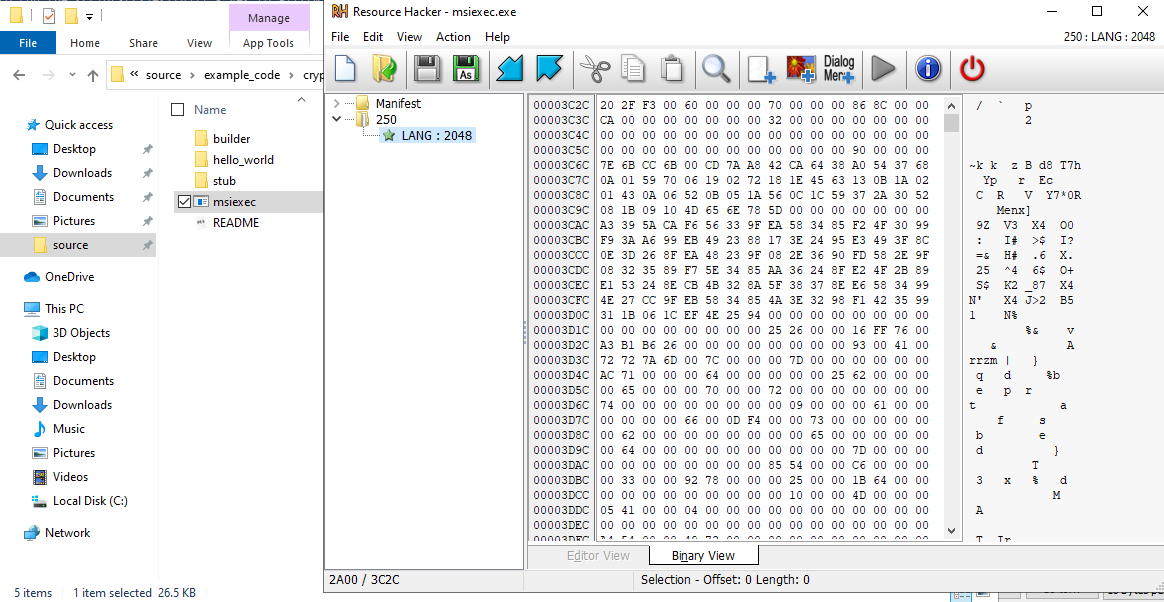 File
Home
Share
View
Manage
App Tools
source
example_code
cryp
Quick access
Desktop
Downloads
Documents
Pictures
source
OneDrive
This PC
3D Objects
Desktop
Documents
Downloads
Music
Pictures
Videos
Local Disk (C:)
Network
Name
builder
hello_world
stub
msiexec
README
5 items 1 item selected 26.5 KB
Resource Hacker - msiexec.exe
File Edit View Action Help
250 : LANG : 2048
As
Dialog
Menu
Manifest
250
LANG : 2048
00003C2C 20 2F F3 00 60 00 00 00 70 00 00 00 86 8C 00 00 / ` p
00003C3C CA 00 00 00 00 00 00 00 32 00 00 00 00 00 00 00 2
00003C4C 00 00 00 00 00 00 00 00 00 00 00 00 00 00 00 00
00003C5C 00 00 00 00 00 00 00 00 00 00 00 00 90 00 00 00
00003C6C 7E 6B CC 6B 00 CD 7A A8 42 CA 64 38 A0 54 37 68 ~k k z B d8 T7h
00003C7C 0A 01 59 70 06 19 02 72 18 1E 45 63 13 0B 1A 02 Yp r Ec
00003C8C 01 43 0A 06 52 0B 05 1A 56 0C 1C 59 37 2A 30 52 C R V Y7*0R
00003C9C 08 1B 09 10 4D 65 6E 78 5D 00 00 00 00 00 00 00 Menx]
00003CAC A3 39 5A CA F6 56 33 9F EA 58 34 85 F2 4F 30 99 9Z V3 X4 O0
00003CBC F9 3A A6 99 EB 49 23 88 17 3E 24 95 E3 49 3F 8C : I# >$ I?
00003CCC 0E 3D 26 8F EA 48 23 9F 08 2E 36 90 FD 58 2E 9F =& H# .6 X.
00003CDC 08 32 35 89 F7 5E 34 85 AA 36 24 8F E2 4F 2B 89 25 ^4 6$ O+
00003CEC E1 53 24 8E CB 4B 32 8A 5F 38 37 8E E6 58 34 99 S$ K2 _87 X4
00003CFC 4E 27 CC 9F EB 58 34 85 4A 3E 32 98 F1 42 35 99 N' X4 J>2 B5
00003D0C 31 1B 06 1C EF 4E 25 94 00 00 00 00 00 00 00 00 1 N%
00003D1C 00 00 00 00 00 00 00 00 25 26 00 00 16 FF 76 00 %& v
00003D2C A3 B1 B6 26 00 00 00 00 00 00 00 93 00 41 00 & A
00003D3C 72 72 7A 6D 00 7C 00 00 00 7D 00 00 00 00 00 00 rrzm | }
00003D4C AC 71 00 00 00 64 00 00 00 00 00 25 62 00 00 00 q d %b
00003D5C 00 65 00 00 00 70 00 00 72 00 00 00 00 00 00 00 e p r
00003D6C 74 00 00 00 00 00 00 00 00 09 00 00 00 61 00 00 t a
00003D7C 00 00 00 00 66 00 0D F4 00 00 73 00 00 00 00 00 f s
00003D8C 00 62 00 00 00 00 00 00 00 00 65 00 00 00 00 00 b e
00003D9C 00 64 00 00 00 00 00 00 00 00 00 00 7D 00 00 00 d }
00003DAC 00 00 00 00 00 00 00 00 85 54 00 00 C6 00 00 00 T
00003DBC 00 33 00 00 92 78 00 00 00 25 00 00 1B 64 00 00 3 x % d
00003DCC 00 00 00 00 00 00 00 00 00 10 00 00 4D 00 00 00 M
00003DDC 05 41 00 00 04 00 00 00 00 00 00 00 00 00 00 00 A
00003DEC 00 00 00 00 00 00 00 00 00 00 00 00 00 00 00 00
Editor View
Binary View
2A00 / 3C2C
Selection - Offset: 0 Length: 0